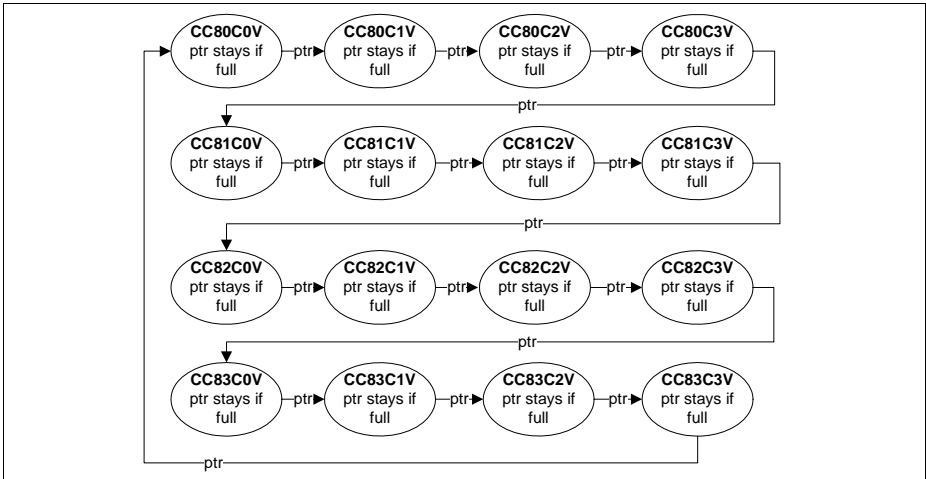 CC80C0V
ptr stays if
full
ptr
CC80C1V
ptr stays if
full
ptr
CC80C2V
ptr stays if
full
ptr
CC80C3V
ptr stays if
full
ptr
CC81C0V
ptr stays if
full
ptr
CC81C1V
ptr stays if
full
ptr
CC81C2V
ptr stays if
full
ptr
CC81C3V
ptr stays if
full
ptr
CC82C0V
ptr stays if
full
ptr
CC82C1V
ptr stays if
full
ptr
CC82C2V
ptr stays if
full
ptr
CC82C3V
ptr stays if
full
ptr
CC83C0V
ptr stays if
full
ptr
CC83C1V
ptr stays if
full
ptr
CC83C2V
ptr stays if
full
ptr
CC83C3V
ptr stays if
full
ptr